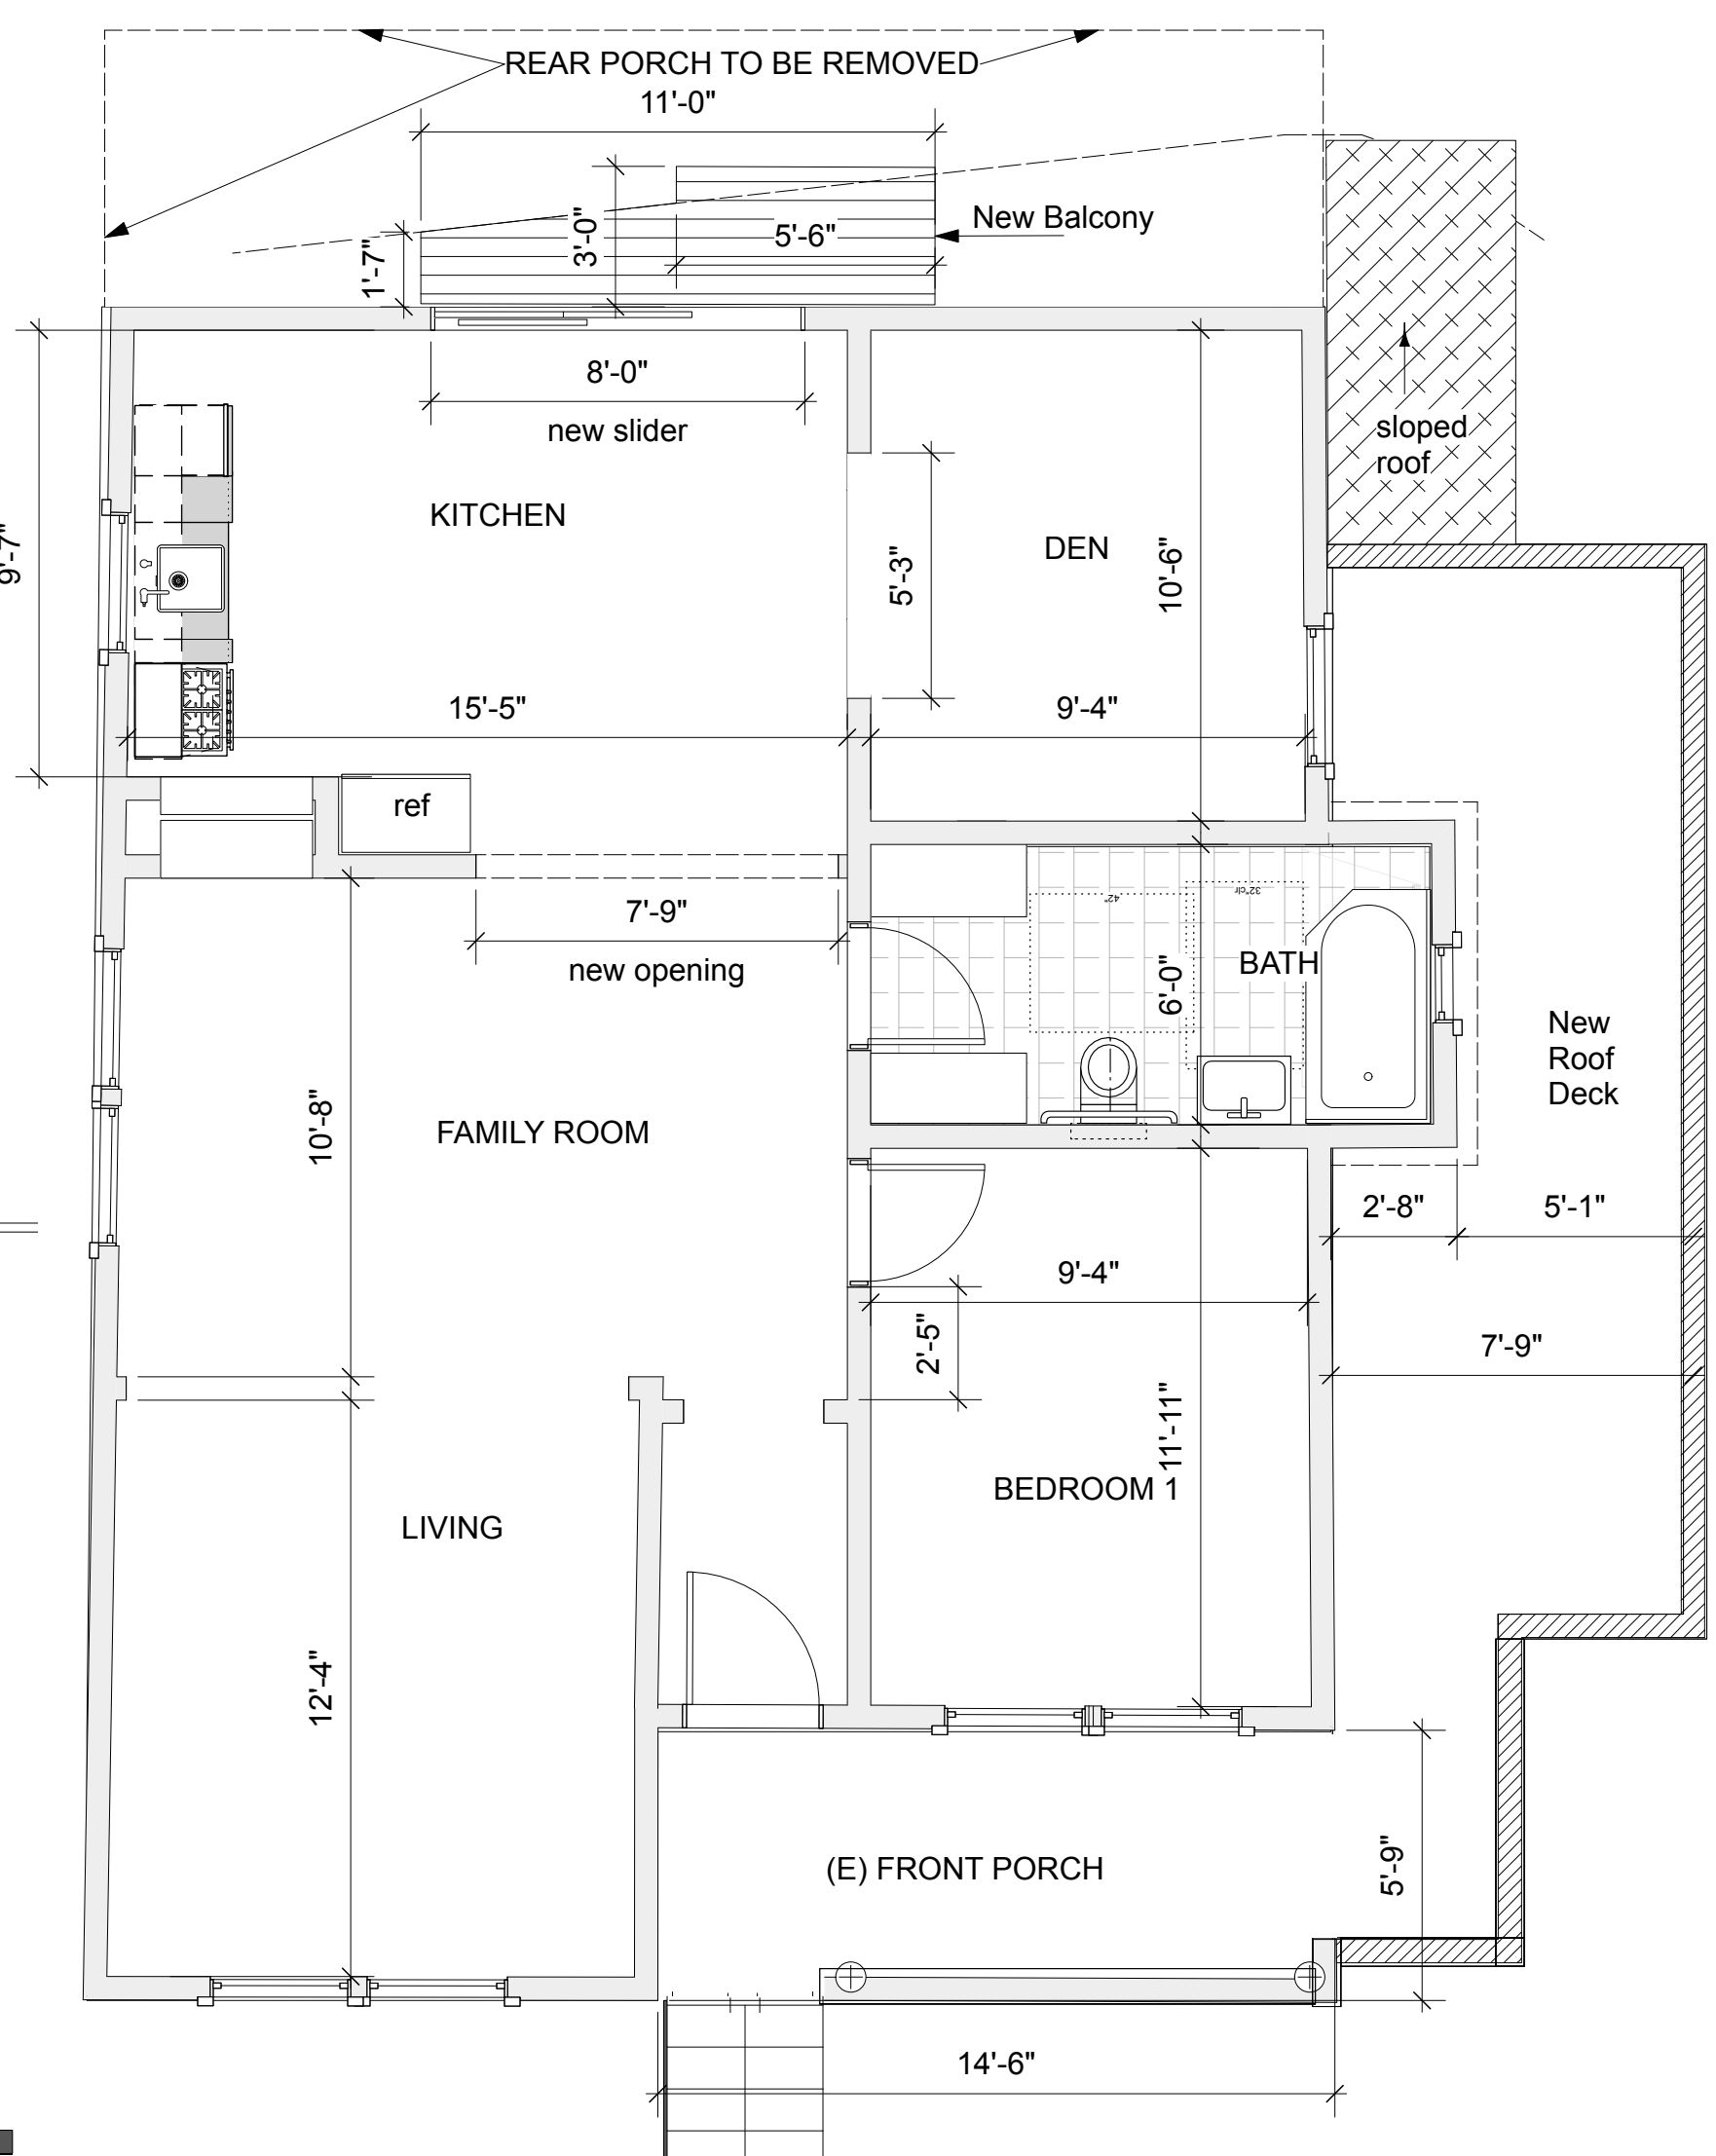 REAR PORCH TO BE REMOVED
11'-0"
3'-0"
5'-6"
New Balcony
1'-7"
8'-0"
new slider
sloped
roof
9'-7"
KITCHEN
DEN
5'-3"
10'-6"
15'-5"
9'-4"
ref
42"
32"clr
7'-9"
new opening
6'-0"
BATH
New
Roof
Deck
10'-8"
FAMILY ROOM
2'-8"
5'-1"
9'-4"
2'-5"
7'-9"
11'-11"
BEDROOM 1
LIVING
12'-4"
(E) FRONT PORCH
5'-9"
14'-6"